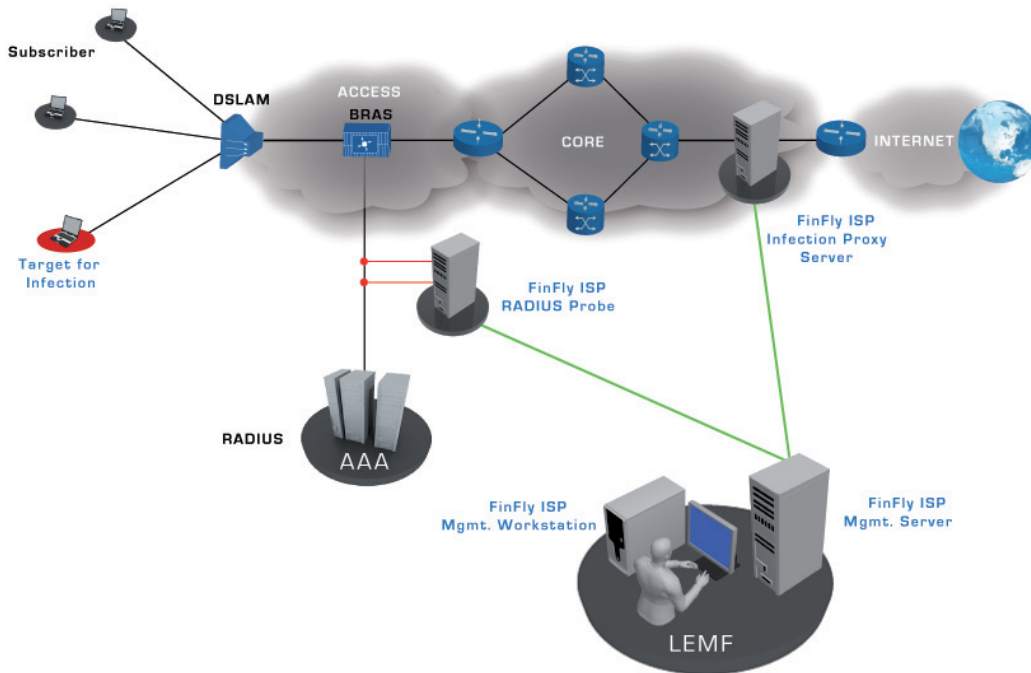 Subscriber
DSLAM
ACCESS
BRAS
CORE
INTERNET
Target for
Infection
FinFly ISP
RADIUS Probe
FinFly ISP
Infection Proxy
Server
RADIUS
AAA
FinFly ISP
Mgmt. Workstation
FinFly ISP
Mgmt. Server
LEMF